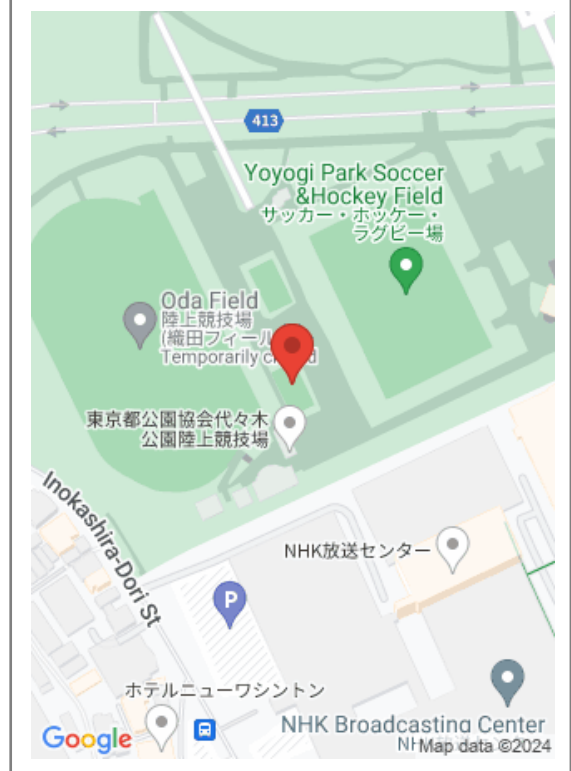 413
Yoyogi Park Soccer
&Hockey Field
サッカー・ホッケー・
ラグビー場
Oda Field
陸上競技場
(織田フィール
Temporarily cl d
東京都公園協会代々木
公園陸上競技場
Inokashira-Dori St
NHK放送センター
P
ホテルニューワシントン
NHK Broadcasting Center
Google
Map data ©2024